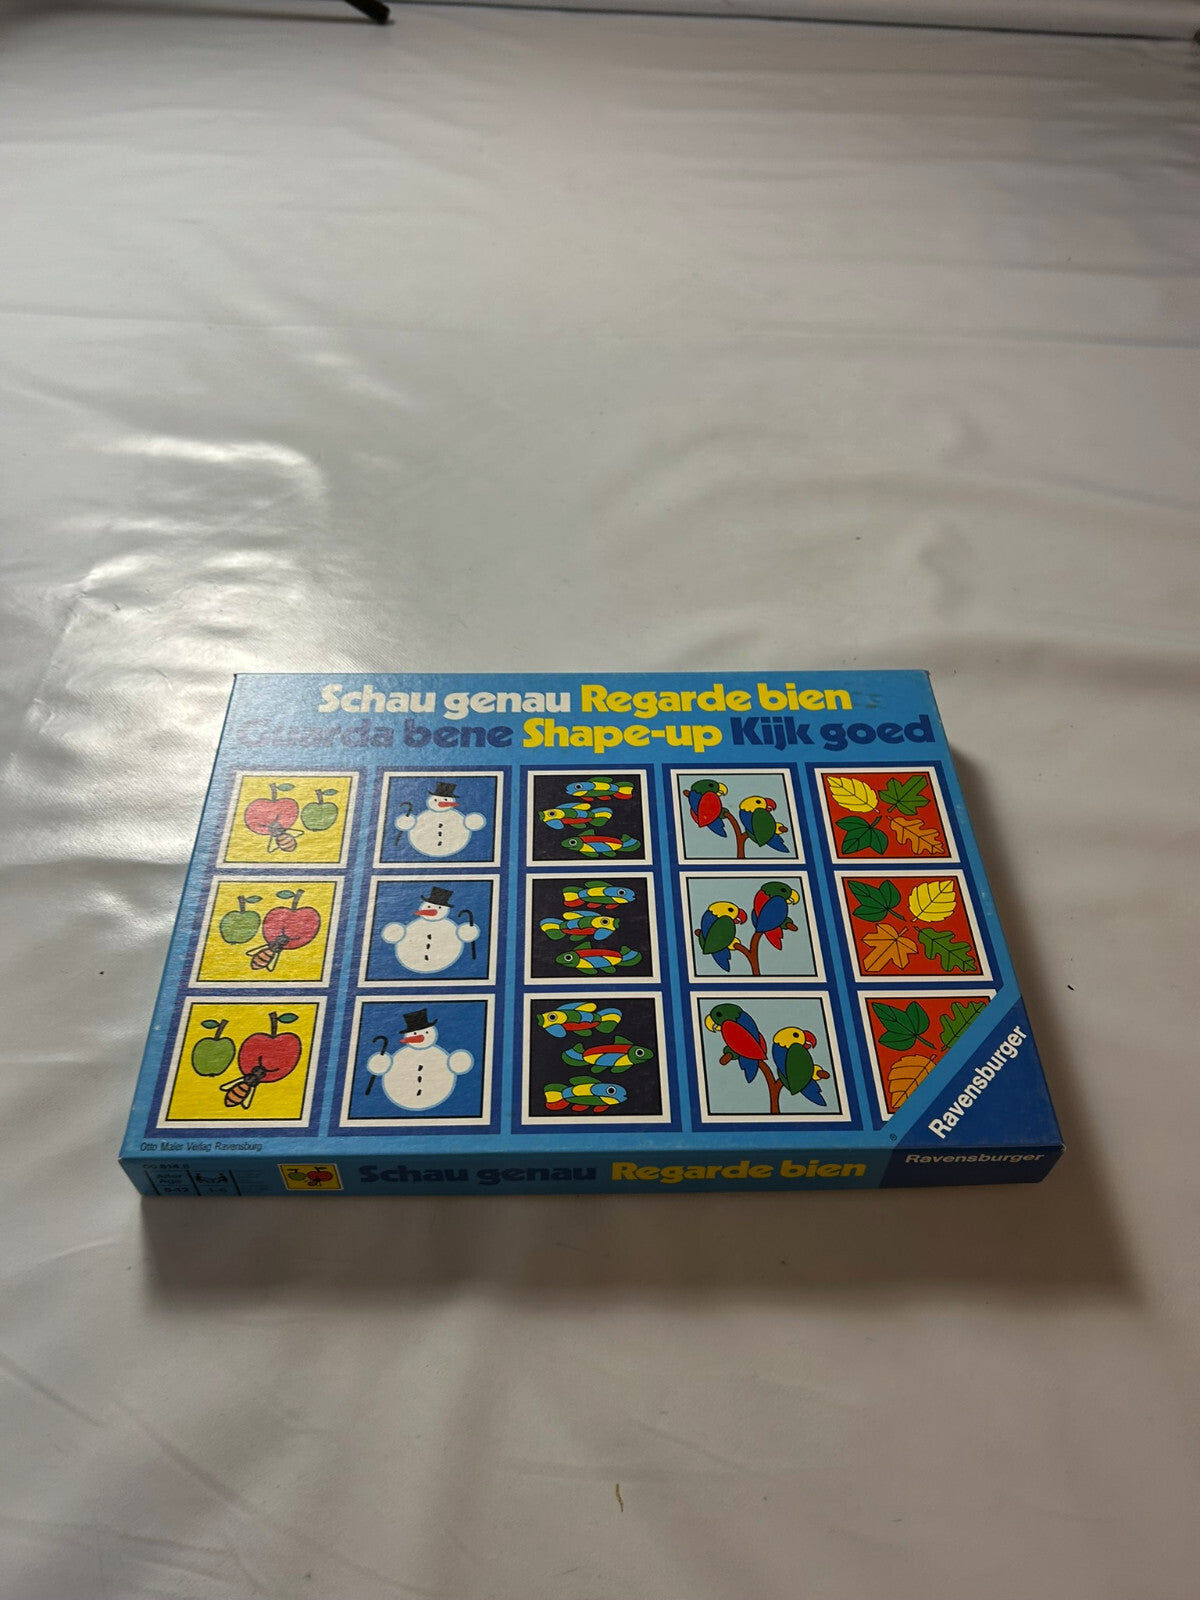 Schau genau Regarde bien
Guarda bene Shape-up Kijk goed
Ravensburger
®
Otto Maier Verlag Ravensburg
Schau genau Regarde bien
Ravensburger